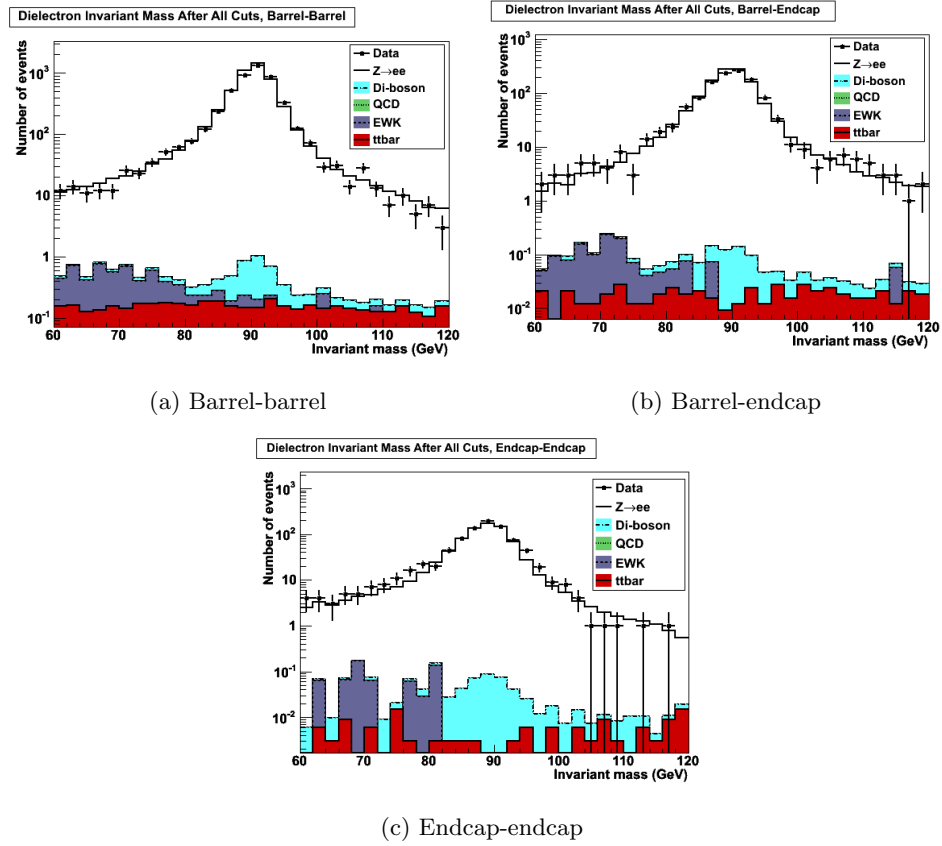 Dielectron Invariant Mass After All Cuts, Barrel-Barrel
Number of events
10³
10²
10
1
10⁻¹
60 70 80 90 100 110 120
Invariant mass (GeV)
Data
Z→ee
Di-boson
QCD
EWK
ttbar
(a) Barrel-barrel
Dielectron Invariant Mass After All Cuts, Barrel-Endcap
Number of events
10³
10²
10
1
10⁻¹
10⁻²
60 70 80 90 100 110 120
Invariant mass (GeV)
Data
Z→ee
Di-boson
QCD
EWK
ttbar
(b) Barrel-endcap
Dielectron Invariant Mass After All Cuts, Endcap-Endcap
Number of events
10³
10²
10
1
10⁻¹
10⁻²
60 70 80 90 100 110 120
Invariant mass (GeV)
Data
Z→ee
Di-boson
QCD
EWK
ttbar
(c) Endcap-endcap